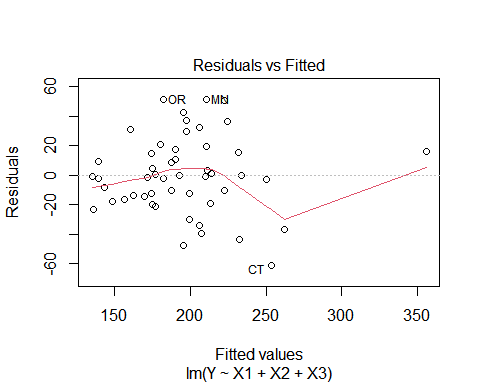 Residuals vs Fitted
Residuals
60
20
0
-20
-60
OR
MN
CT
150
200
250
300
350
Fitted values
lm(Y ~ X1 + X2 + X3)